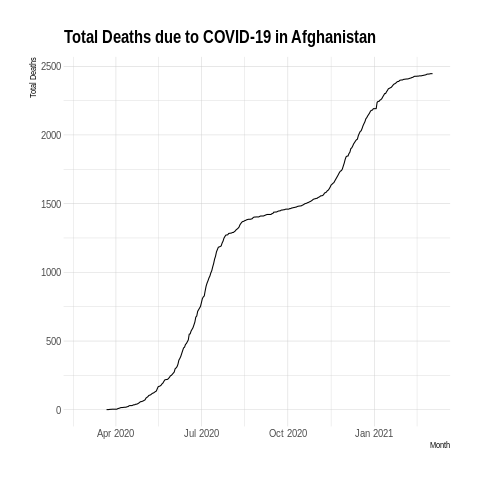 Total Deaths due to COVID-19 in Afghanistan
Total Deaths
2500
2000
1500
1000
500
0
Apr 2020 Jul 2020 Oct 2020 Jan 2021
Month